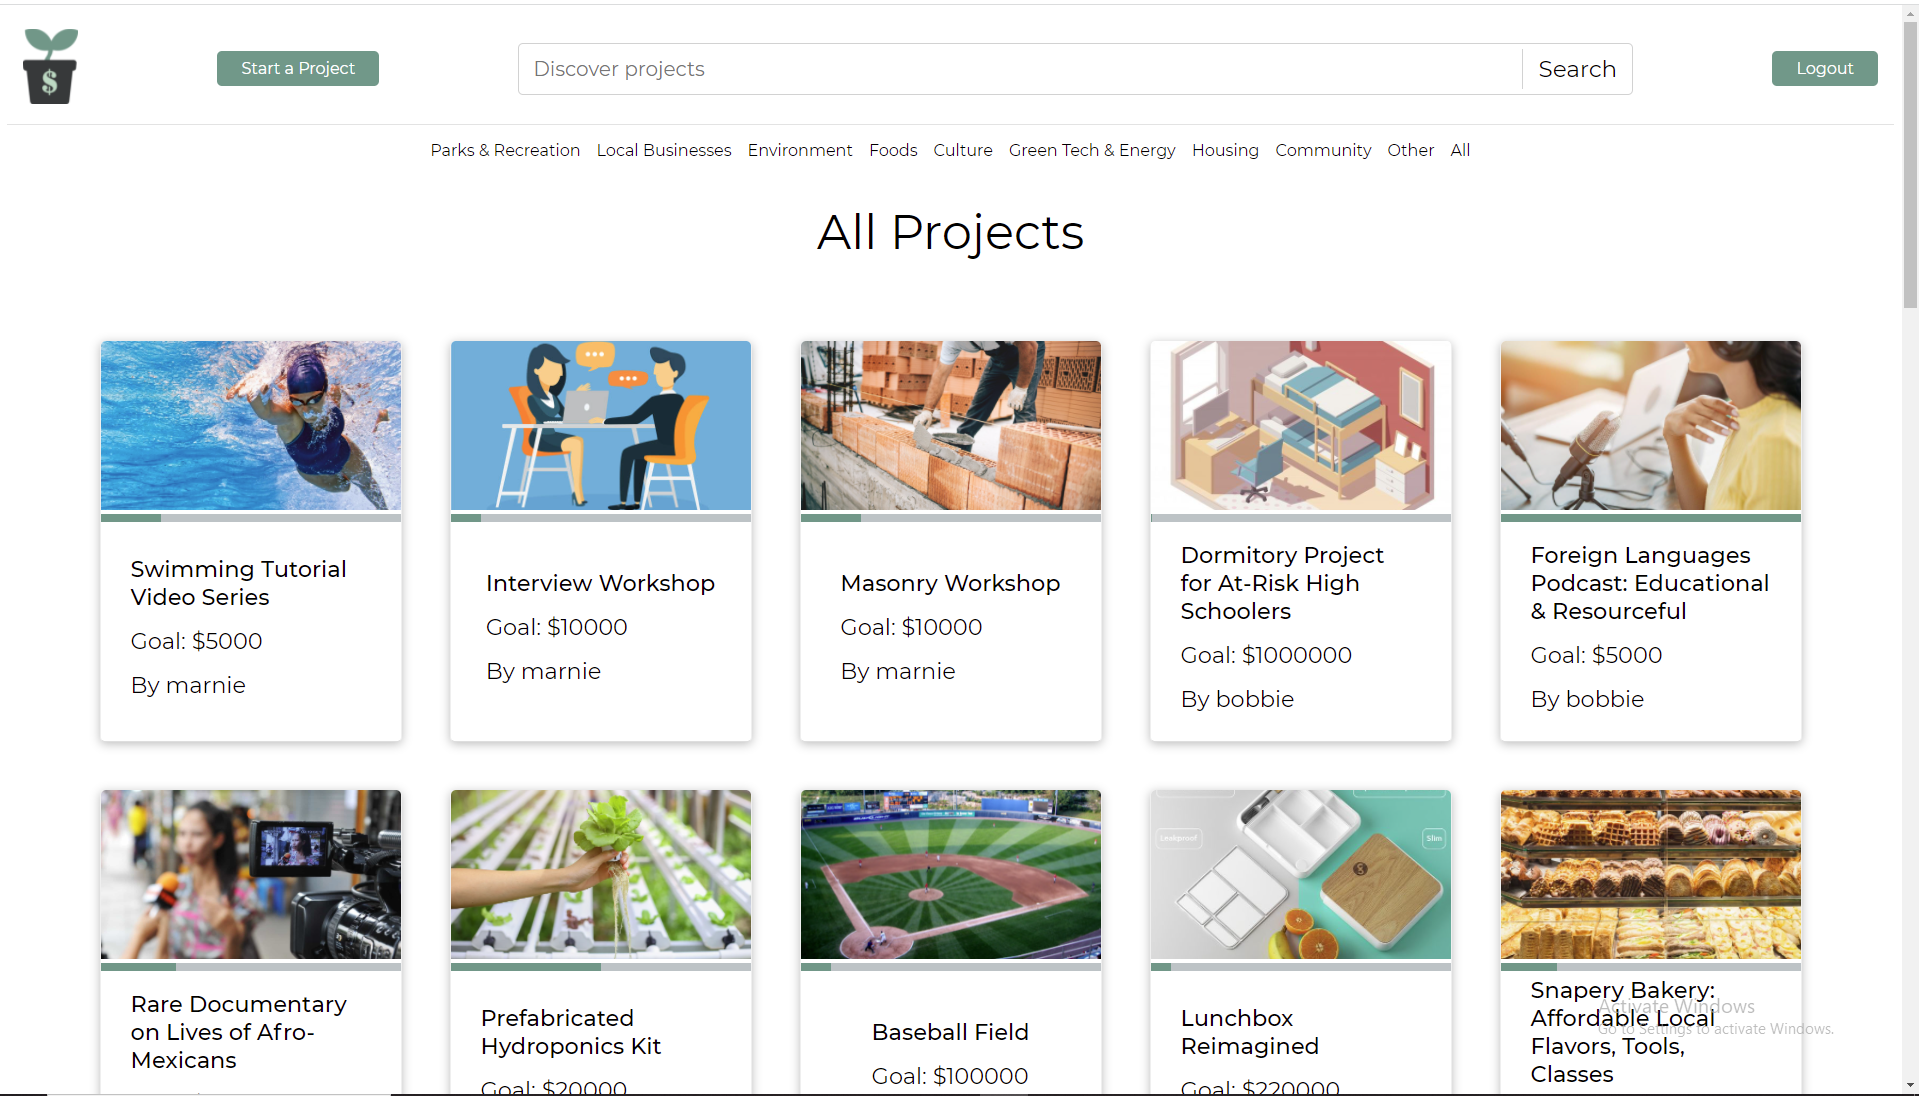 $
Start a Project
Discover projects
Search
Logout
Parks & Recreation Local Businesses Environment Foods Culture Green Tech & Energy Housing Community Other All
All Projects
Swimming Tutorial
Video Series
Goal: $5000
By marnie
Interview Workshop
Goal: $10000
By marnie
Masonry Workshop
Goal: $10000
By marnie
Dormitory Project
for At-Risk High
Schoolers
Goal: $1000000
By bobbie
Foreign Languages
Podcast: Educational
& Resourceful
Goal: $5000
By bobbie
Rare Documentary
on Lives of Afro-
Mexicans
Prefabricated
Hydroponics Kit
Goal: $20000
Baseball Field
Goal: $100000
Leakproof
Slim
Lunchbox
Reimagined
Goal: $220000
Snapery Bakery:
Affordable Local
Flavors, Tools,
Classes
Activate Windows
Go to Settings to activate Windows.